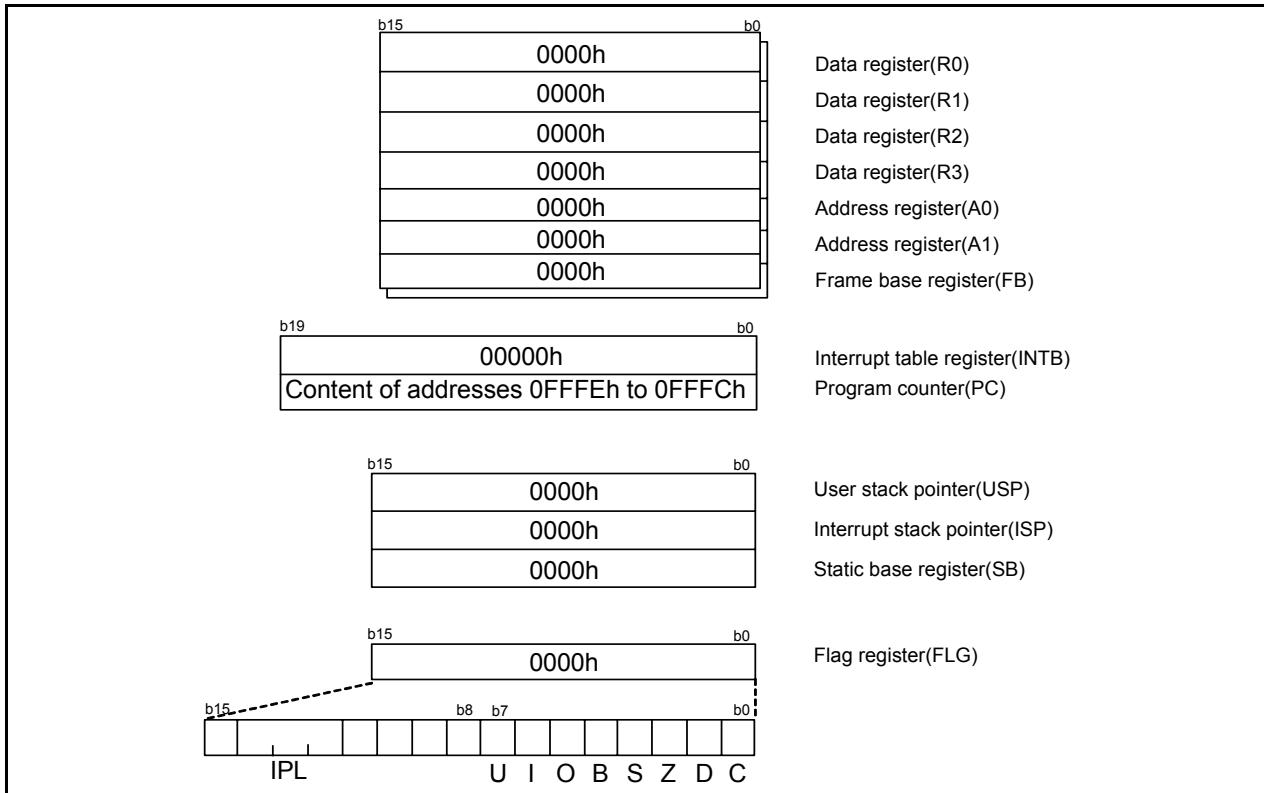 b15 b0
0000h Data register(R0)
0000h Data register(R1)
0000h Data register(R2)
0000h Data register(R3)
0000h Address register(A0)
0000h Address register(A1)
0000h Frame base register(FB)
b19 b0
00000h Interrupt table register(INTB)
Content of addresses 0FFFEh to 0FFFCh Program counter(PC)
b15 b0
0000h User stack pointer(USP)
0000h Interrupt stack pointer(ISP)
0000h Static base register(SB)
b15 b0
0000h Flag register(FLG)
b15 b8 b7 b0
IPL U I O B S Z D C